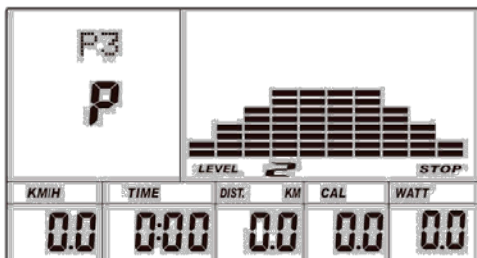 P3
P
LEVEL 2 STOP
KM/H TIME DIST. KM CAL WATT
0.0 0:00 0.0 0.0 0.0